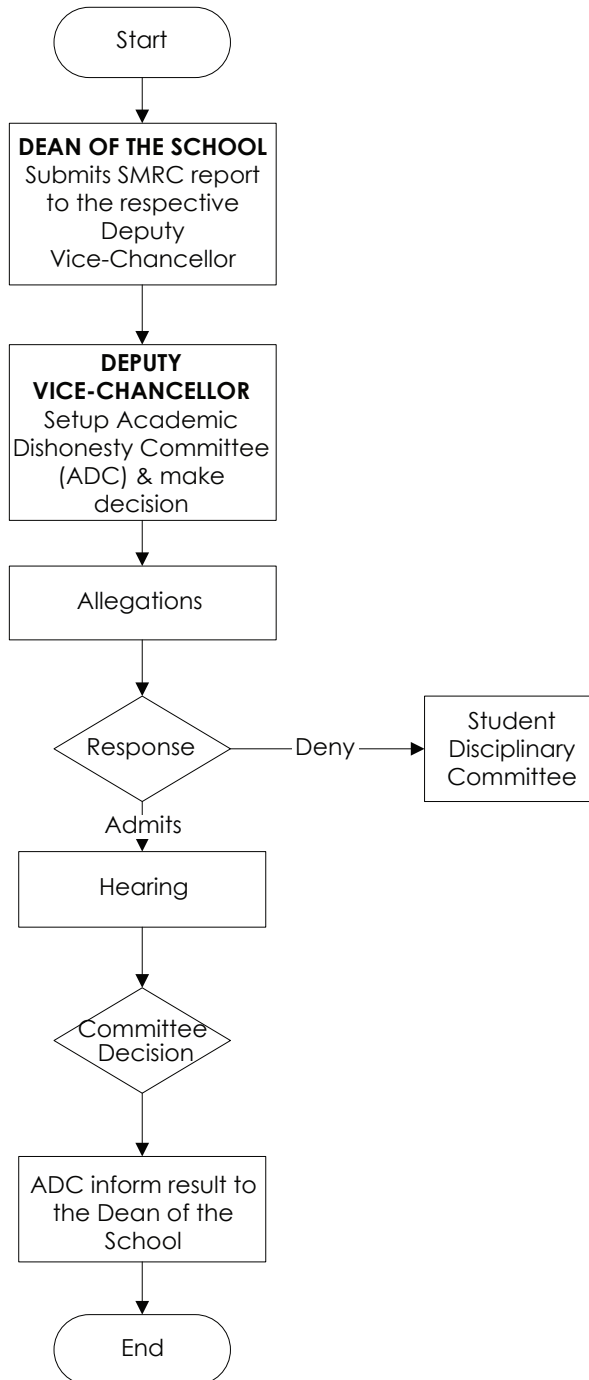 Start
DEAN OF THE SCHOOL
Submits SMRC report
to the respective
Deputy
Vice-Chancellor
DEPUTY
VICE-CHANCELLOR
Setup Academic
Dishonesty Committee
(ADC) & make
decision
Allegations
Response
Deny
Student
Disciplinary
Committee
Admits
Hearing
Committee
Decision
ADC inform result to
the Dean of the
School
End